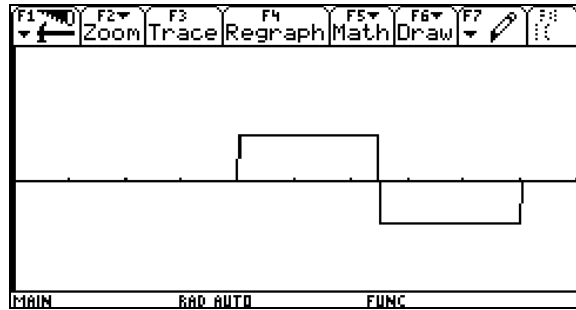 F1 F2 F3 F4 F5 F6 F7
Zoom Trace Regraph Math Draw
MAIN RAD AUTO FUNC